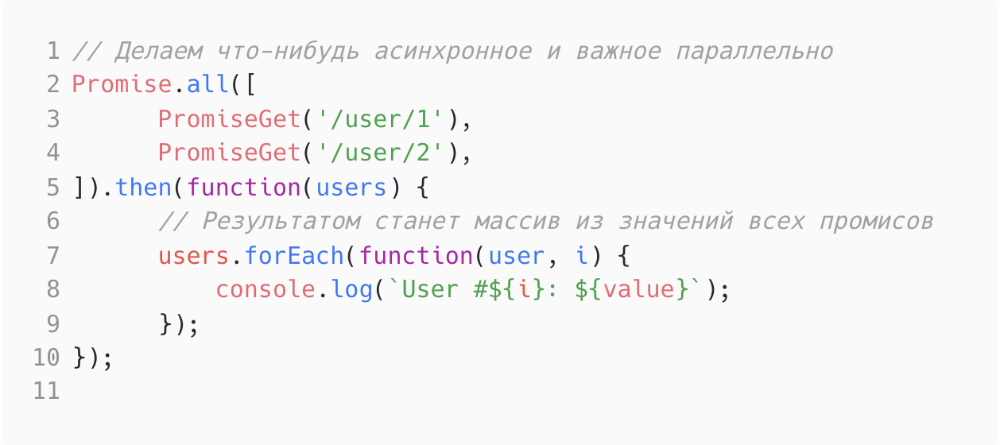 1 // Делаем что-нибудь асинхронное и важное параллельно
2 Promise.all([
3       PromiseGet('/user/1'),
4       PromiseGet('/user/2'),
5 ]).then(function(users) {
6       // Результатом станет массив из значений всех промисов
7       users.forEach(function(user, i) {
8           console.log(`User #${i}: ${value}`);
9       });
10 });
11